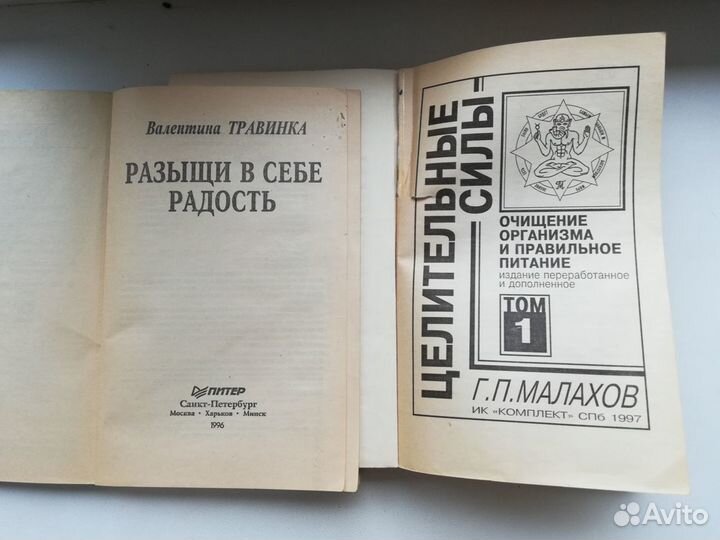 Валентина ТРАВИНКА
РАЗЫЩИ В СЕБЕ
РАДОСТЬ
ПИТЕР
Санкт-Петербург
Москва • Харьков • Минск
1996
ЦЕЛИТЕЛЬНЫЕ
СИЛЫ-
ОЧИЩЕНИЕ
ОРГАНИЗМА
И ПРАВИЛЬНОЕ
ПИТАНИЕ
издание переработанное
и дополненное
ТОМ
1
Г.П.МАЛАХОВ
ИК «КОМПЛЕКТ» СПб 1997
Avito